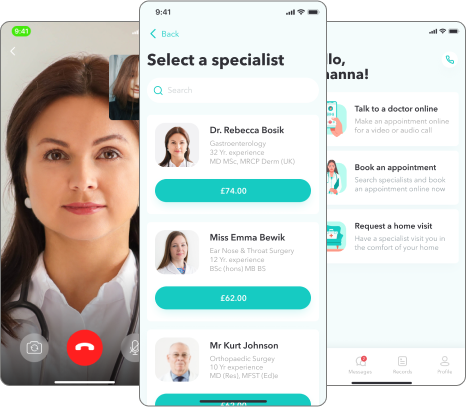 9:41
9:41
Back
Select a specialist
Search
Dr. Rebecca Bosik
Gastroenterology
32 Yr. experience
MD MSc, MRCP Derm (UK)
£74.00
Miss Emma Bewik
Ear Nose & Throat Surgery
12 Yr. experience
BSc (hons) MB BS
£62.00
Mr Kurt Johnson
Orthopaedic Surgey
10 Yr experience
MD (Res), MFST (Ed)e
£62.00
llo,
anna!
Talk to a doctor online
Make an appointment online
for a video or audio call
Book an appointment
Search specialists and book
an appointment online now
Request a home visit
Have a specialist visit you in
the comfort of your home
Messages
Records
Profile